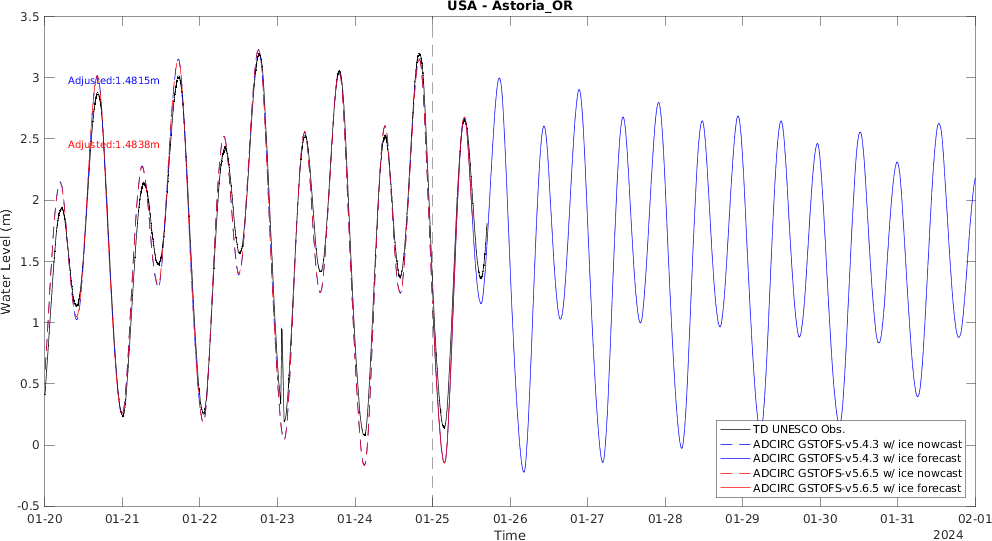 USA - Astoria_OR
3.5
3
2.5
2
1.5
1
0.5
0
-0.5
Water Level (m)
Adjusted:1.4815m
Adjusted:1.4838m
TD UNESCO Obs.
ADCIRC GSTOFS-v5.4.3 w/ ice nowcast
ADCIRC GSTOFS-v5.4.3 w/ ice forecast
ADCIRC GSTOFS-v5.6.5 w/ ice nowcast
ADCIRC GSTOFS-v5.6.5 w/ ice forecast
01-20 01-21 01-22 01-23 01-24 01-25 01-26 01-27 01-28 01-29 01-30 01-31 02-01
Time
2024